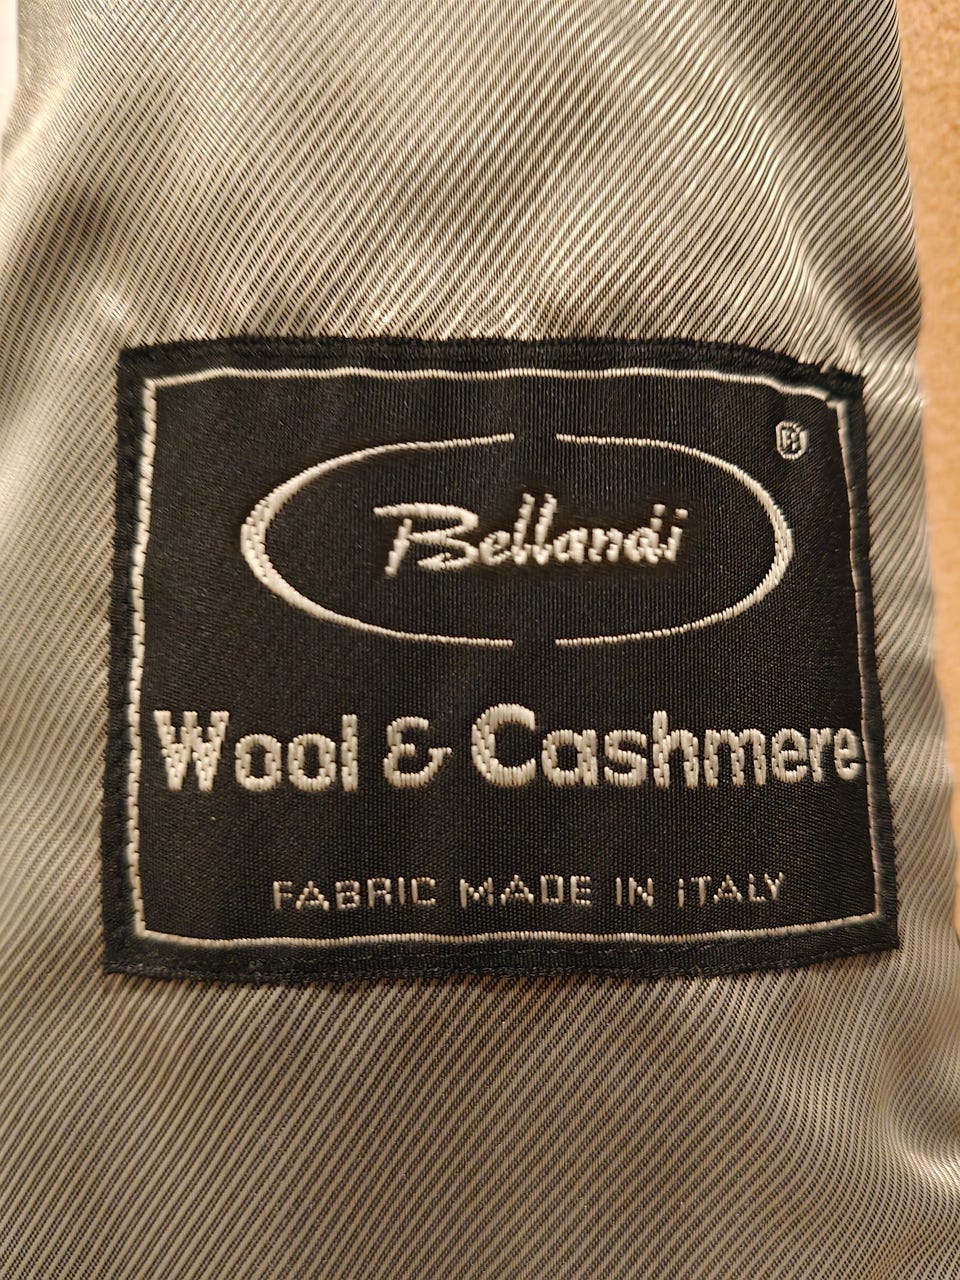 ®
Bellandi
Wool & Cashmere
FABRIC MADE IN iTALY